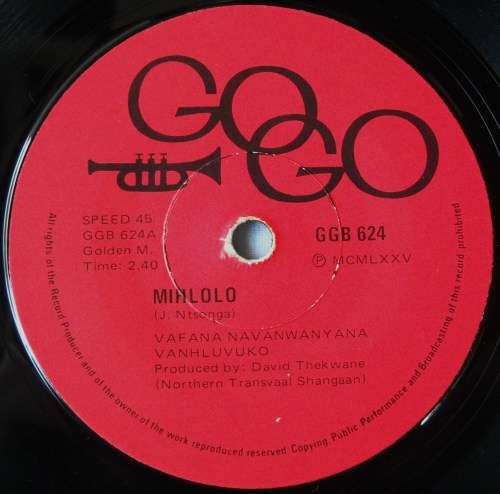 GO
GO
SPEED 45
GGB 624A
Golden M.
Time: 2.40
GGB 624
Ⓟ MCMLXXV
MIHLOLO
(J. Ntsenga)
VAFANA NAVANWANYANA
VANHLUVUKO
Produced by: David Thekwane
(Northern Transvaal Shangaan)
All rights of the Record Producer and of the owner of the work reproduced reserved. Copying, Public Performance and Broadcasting of this record prohibited